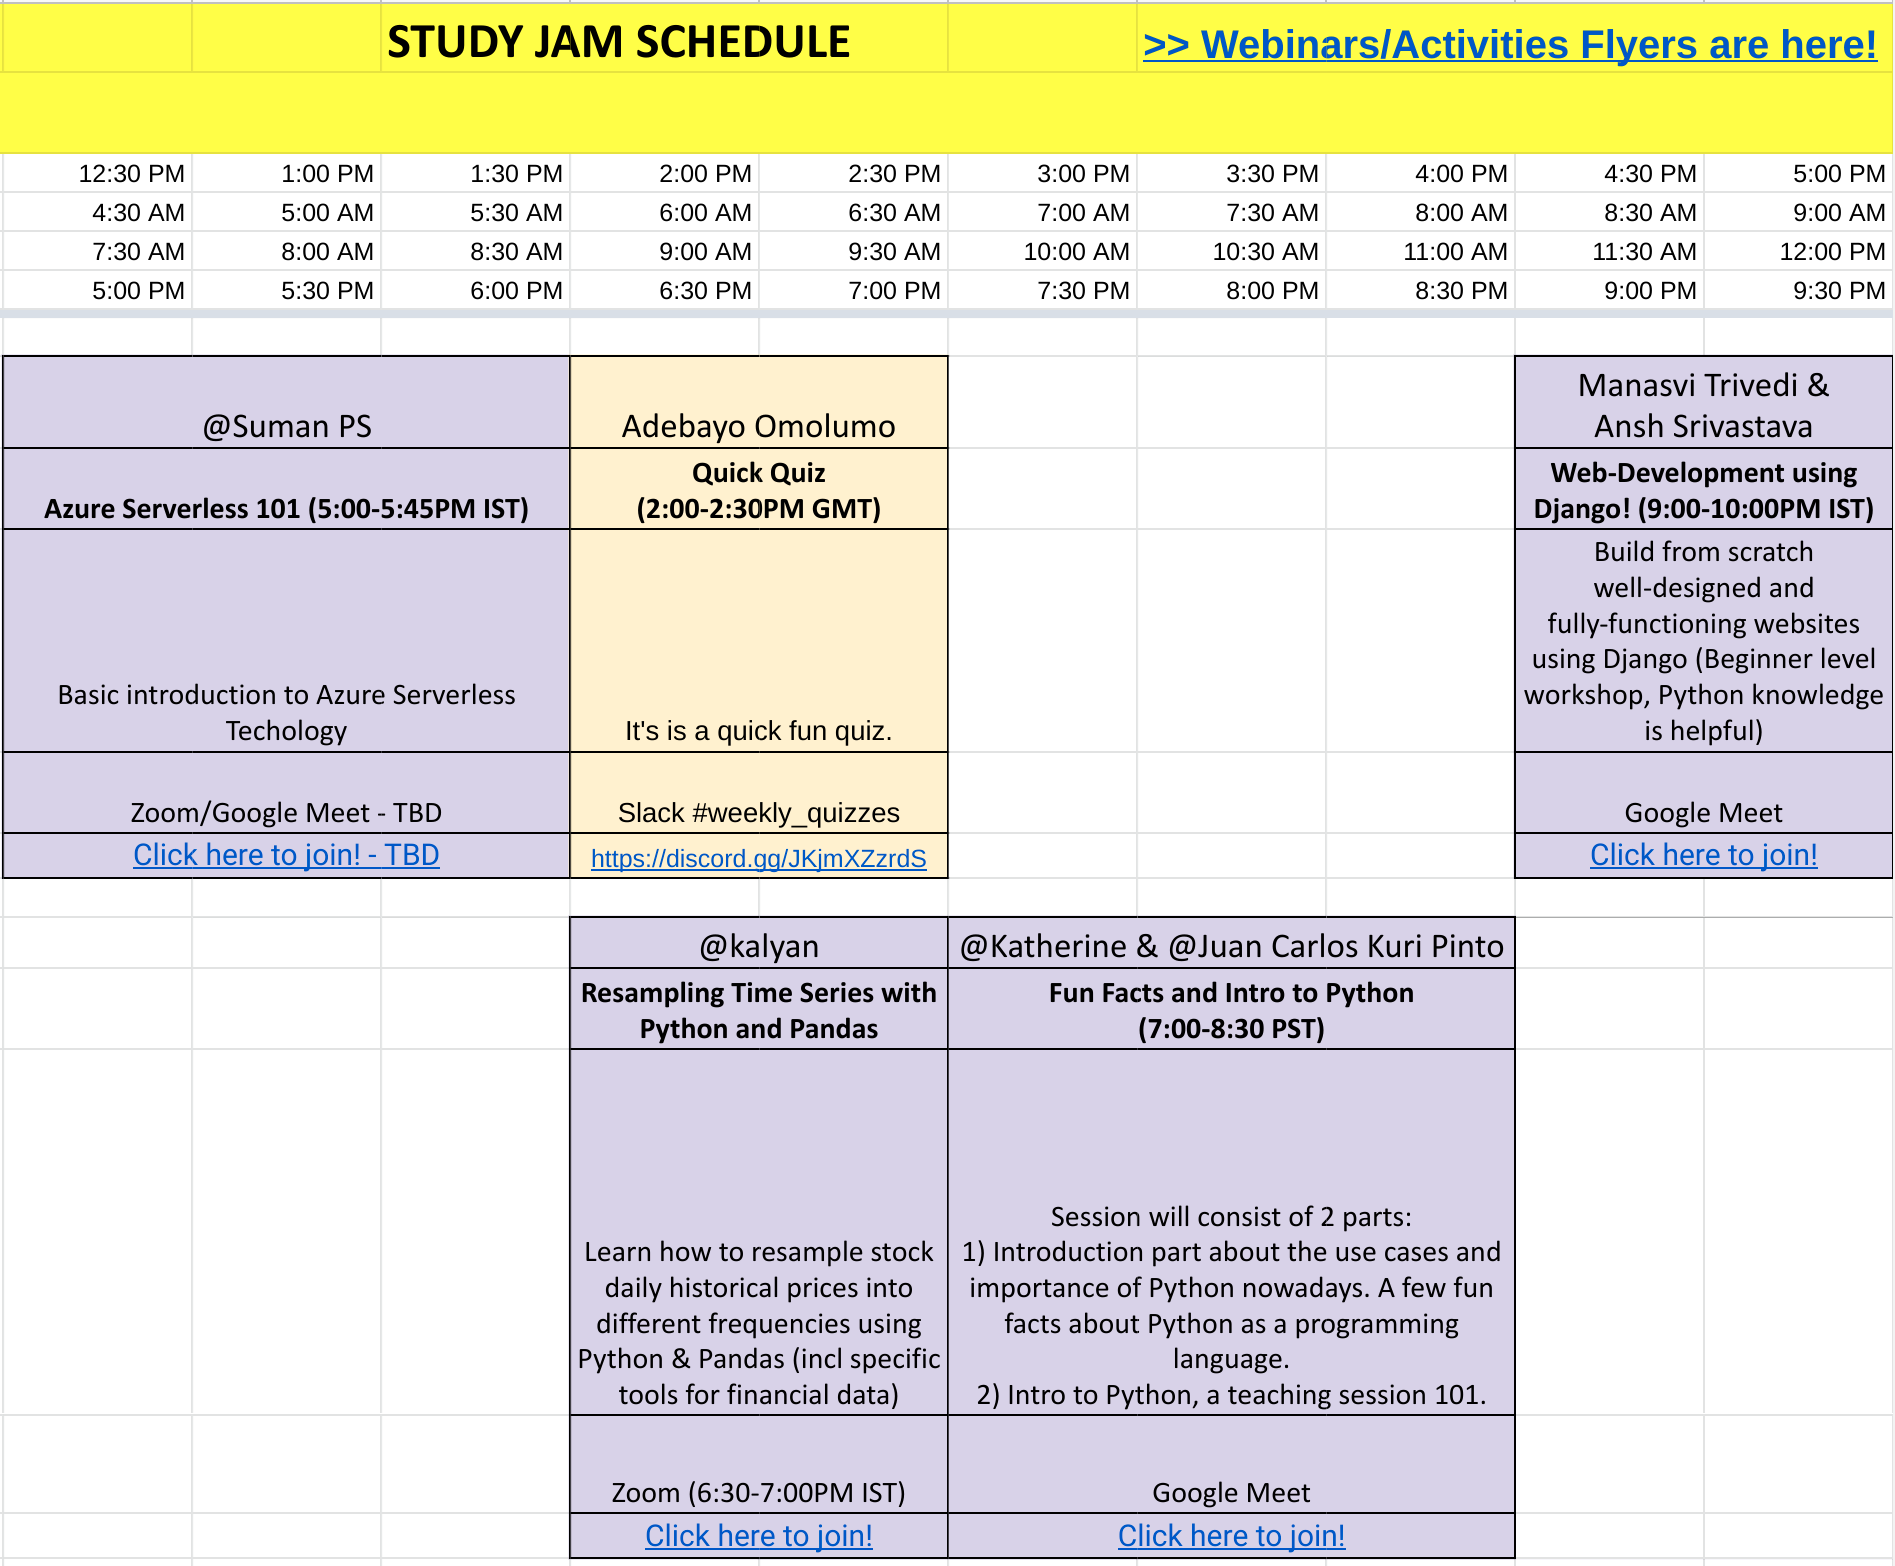 STUDY JAM SCHEDULE
>> Webinars/Activities Flyers are here!
12:30 PM 1:00 PM 1:30 PM 2:00 PM 2:30 PM 3:00 PM 3:30 PM 4:00 PM 4:30 PM 5:00 PM
4:30 AM 5:00 AM 5:30 AM 6:00 AM 6:30 AM 7:00 AM 7:30 AM 8:00 AM 8:30 AM 9:00 AM
7:30 AM 8:00 AM 8:30 AM 9:00 AM 9:30 AM 10:00 AM 10:30 AM 11:00 AM 11:30 AM 12:00 PM
5:00 PM 5:30 PM 6:00 PM 6:30 PM 7:00 PM 7:30 PM 8:00 PM 8:30 PM 9:00 PM 9:30 PM
@Suman PS
Azure Serverless 101 (5:00-5:45PM IST)
Basic introduction to Azure Serverless
Techology
Zoom/Google Meet - TBD
Click here to join! - TBD
Adebayo Omolumo
Quick Quiz
(2:00-2:30PM GMT)
It's is a quick fun quiz.
Slack #weekly_quizzes
https://discord.gg/JKjmXZzrdS
Manasvi Trivedi &
Ansh Srivastava
Web-Development using
Django! (9:00-10:00PM IST)
Build from scratch
well-designed and
fully-functioning websites
using Django (Beginner level
workshop, Python knowledge
is helpful)
Google Meet
Click here to join!
@kalyan
Resampling Time Series with
Python and Pandas
Learn how to resample stock
daily historical prices into
different frequencies using
Python & Pandas (incl specific
tools for financial data)
Zoom (6:30-7:00PM IST)
Click here to join!
@Katherine & @Juan Carlos Kuri Pinto
Fun Facts and Intro to Python
(7:00-8:30 PST)
Session will consist of 2 parts:
1) Introduction part about the use cases and
importance of Python nowadays. A few fun
facts about Python as a programming
language.
2) Intro to Python, a teaching session 101.
Google Meet
Click here to join!